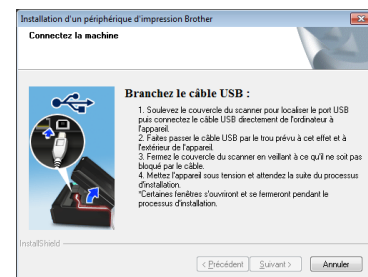 Installation d'un périphérique d'impression Brother
Connectez la machine
Branchez le câble USB :
1. Soulevez le couvercle du scanner pour localiser le port USB
puis connectez le câble USB directement de l'ordinateur à
l'appareil.
2. Faites passer le câble USB par le trou prévu à cet effet et à
l'extérieur de l'appareil.
3. Fermez le couvercle du scanner en veillant à ce qu'il ne soit pas
bloqué par le câble.
4. Mettez l'appareil sous tension et attendez la suite du processus
d'installation.
*Certaines fenêtres s'ouvriront et se fermeront pendant le
processus d'installation.
InstallShield
< Précédent Suivant > Annuler